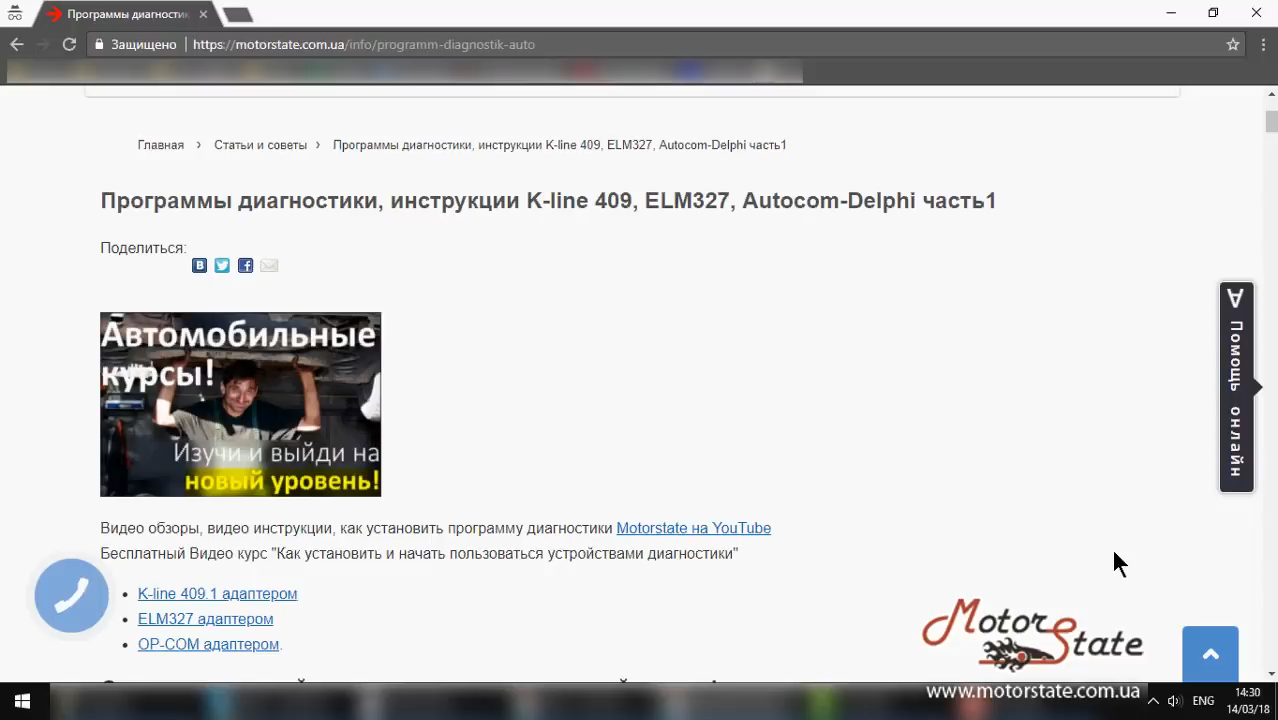 Программы диагностик
Защищено
https://motorstate.com.ua/info/programm-diagnostik-auto
Главная › Статьи и советы › Программы диагностики, инструкции K-line 409, ELM327, Autocom-Delphi часть1
Программы диагностики, инструкции K-line 409, ELM327, Autocom-Delphi часть1
Поделиться:
Автомобильные
курсы!
Изучи и выйди на
новый уровень!
Помощь онлайн
Видео обзоры, видео инструкции, как установить программу диагностики Motorstate на YouTube
Бесплатный Видео курс "Как установить и начать пользоваться устройствами диагностики"
• K-line 409.1 адаптером
• ELM327 адаптером
• OP-COM адаптером.
MotorState
www.motorstate.com.ua
ENG
14:30
14/03/18